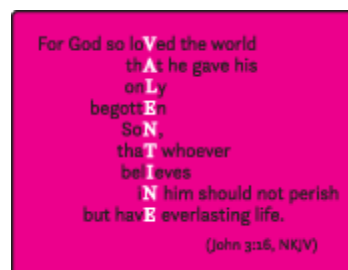 For God so loVed the world
thAt he gave his
onLy
begottEn
SoN,
thaT whoever
belIeves
iN him should not perish
but havE everlasting life.
(John 3:16, NKJV)